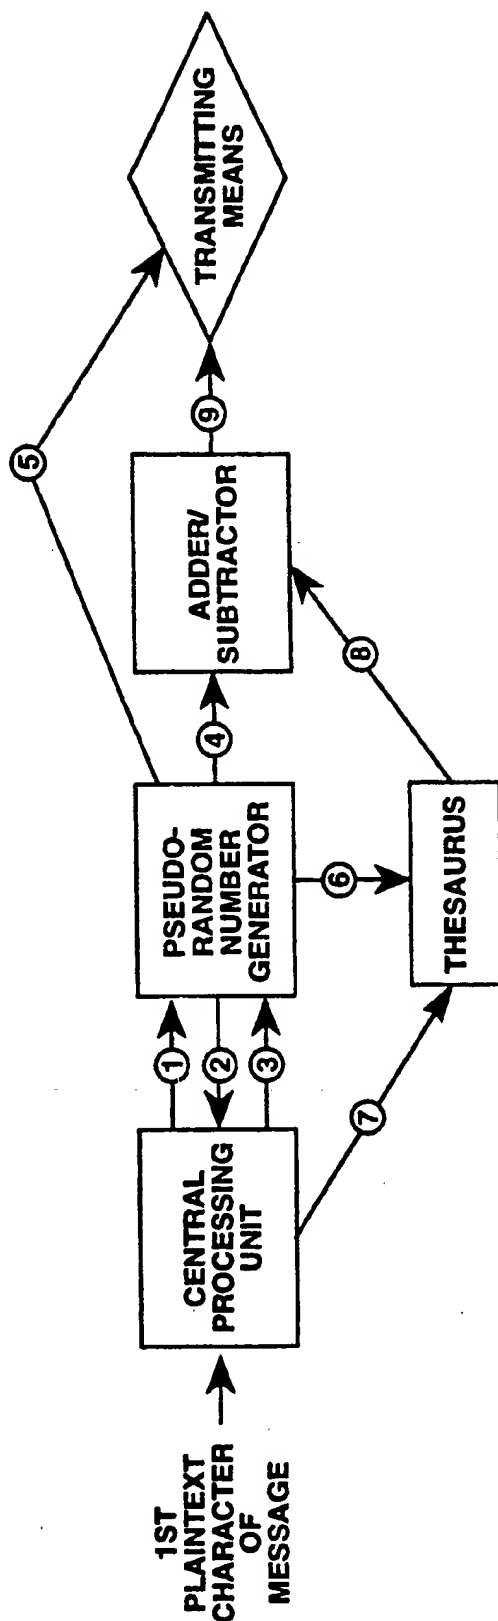 1ST
PLAINTEXT
CHARACTER
OF
MESSAGE
CENTRAL
PROCESSING
UNIT
1
2
3
PSEUDO-
RANDOM
NUMBER
GENERATOR
4
5
6
7
THESAURUS
8
ADDER/
SUBTRACTOR
9
TRANSMITTING
MEANS